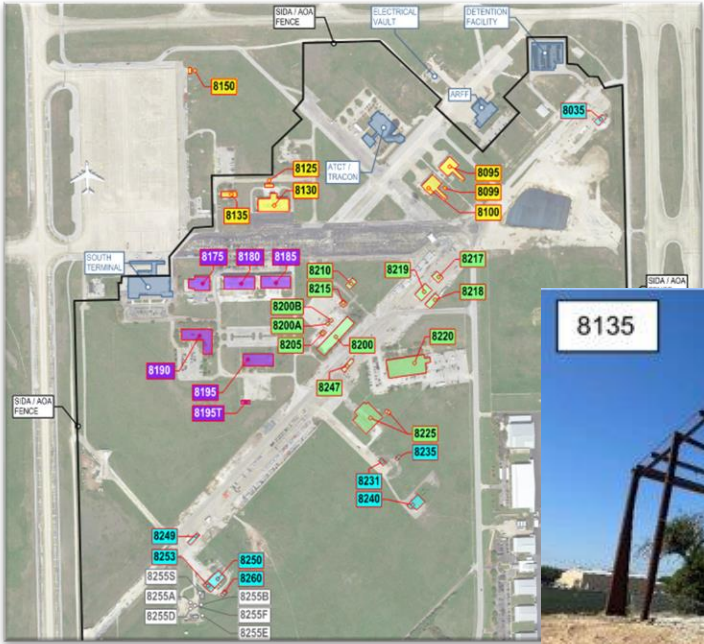 SIDA / AOA
FENCE
ELECTRICAL
VAULT
DETENTION
FACILITY
8150
ARFF
8035
ATCT /
TRACON
8125
8130
8135
8095
8099
8100
SOUTH
TERMINAL
8175
8180
8185
8210
8215
8219
8217
8218
8200B
8200A
8205
8200
8220
SIDA / AOA
8135
8190
8195
8195T
8247
SIDA / AOA
FENCE
8225
8235
8231
8240
8249
8253
8250
8260
8255S
8255A
8255D
8255B
8255F
8255E